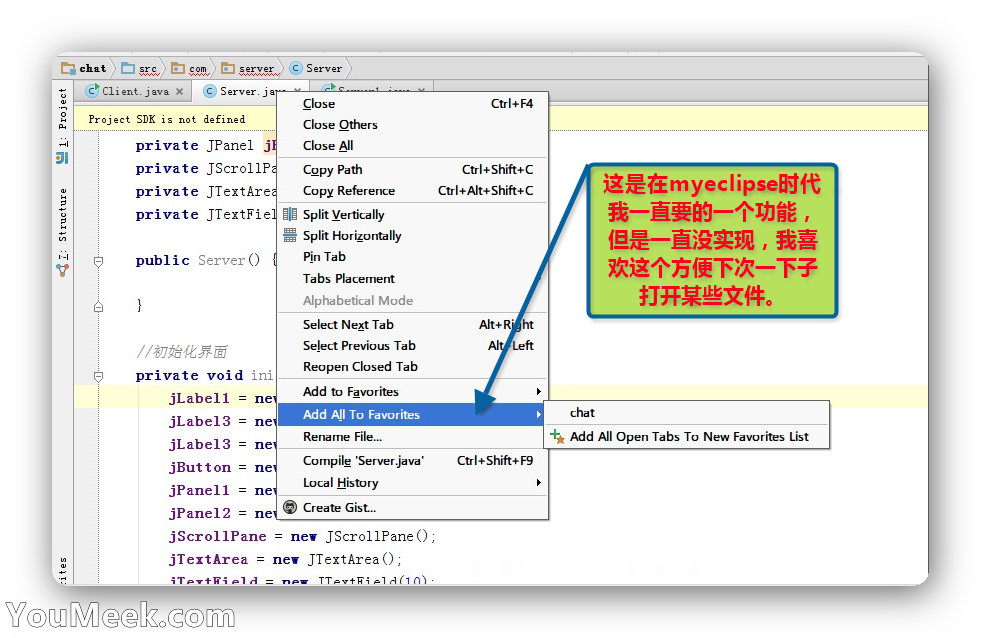 chat src com server Server
Client.java Server.java Server1.java
Project SDK is not defined
1: Project
7: Structure
private JPanel
private JScrollPa
private JTextArea
private JTextFiel
public Server() {
}
//初始化界面
private void ini
jLabel1 = new
jLabel3 = new
jLabel3 = new
jButton = new
jPanel1 = new
jPanel2 = new
jScrollPane = new JScrollPane();
jTextArea = new JTextArea();
jTextField = new JTextField(10);
Close Ctrl+F4
Close Others
Close All
Copy Path Ctrl+Shift+C
Copy Reference Ctrl+Alt+Shift+C
Split Vertically
Split Horizontally
Pin Tab
Tabs Placement
Alphabetical Mode
Select Next Tab Alt+Right
Select Previous Tab Alt+Left
Reopen Closed Tab
Add to Favorites
Add All To Favorites
Rename File...
Compile 'Server.java' Ctrl+Shift+F9
Local History
Create Gist...
chat
Add All Open Tabs To New Favorites List
这是在myeclipse时代
我一直要的一个功能，
但是一直没实现，我喜
欢这个方便下次一下子
打开某些文件。
YouMeek.com